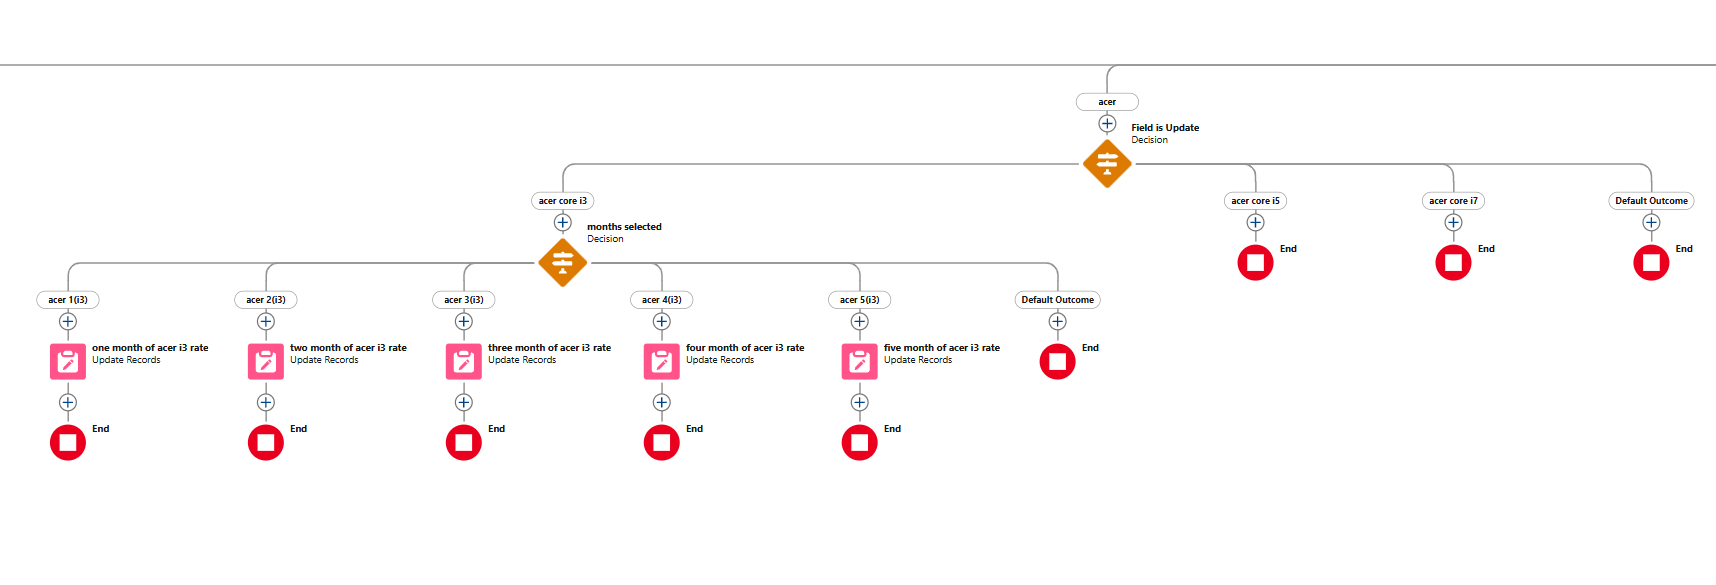 acer
Field is Update
Decision
acer core i3
acer core i5
acer core i7
Default Outcome
months selected
Decision
End
End
End
acer 1(i3)
acer 2(i3)
acer 3(i3)
acer 4(i3)
acer 5(i3)
Default Outcome
one month of acer i3 rate
Update Records
two month of acer i3 rate
Update Records
three month of acer i3 rate
Update Records
four month of acer i3 rate
Update Records
five month of acer i3 rate
Update Records
End
End
End
End
End
End